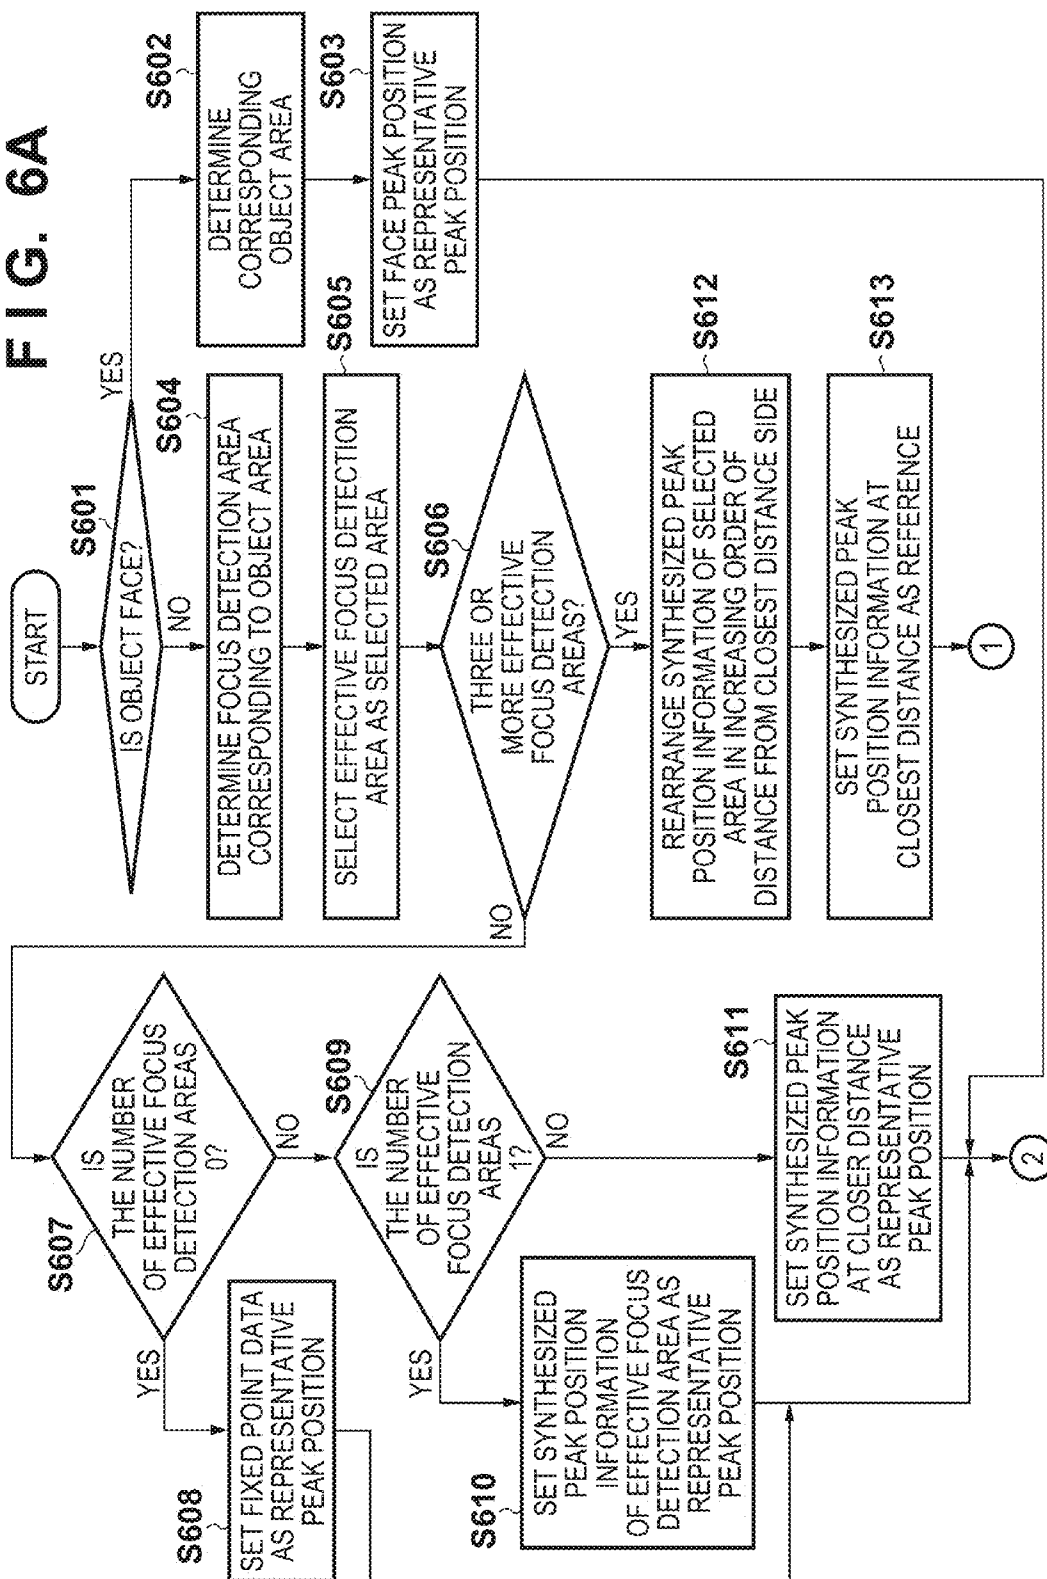 FIG. 6A
START
S601
IS OBJECT FACE?
YES
NO
S602
DETERMINE
CORRESPONDING
OBJECT AREA
S603
SET FACE PEAK POSITION
AS REPRESENTATIVE
PEAK POSITION
S604
DETERMINE FOCUS DETECTION AREA
CORRESPONDING TO OBJECT AREA
S605
SELECT EFFECTIVE FOCUS DETECTION
AREA AS SELECTED AREA
S606
THREE OR
MORE EFFECTIVE
FOCUS DETECTION
AREAS?
NO
YES
S612
REARRANGE SYNTHESIZED PEAK
POSITION INFORMATION OF SELECTED
AREA IN INCREASING ORDER OF
DISTANCE FROM CLOSEST DISTANCE SIDE
S613
SET SYNTHESIZED PEAK
POSITION INFORMATION AT
CLOSEST DISTANCE AS REFERENCE
1
S607
IS
THE NUMBER
OF EFFECTIVE FOCUS
DETECTION AREAS
0?
YES
NO
S608
SET FIXED POINT DATA
AS REPRESENTATIVE
PEAK POSITION
S609
IS
THE NUMBER
OF EFFECTIVE
FOCUS DETECTION
AREAS
1?
YES
NO
S610
SET SYNTHESIZED
PEAK POSITION
INFORMATION
OF EFFECTIVE FOCUS
DETECTION AREA AS
REPRESENTATIVE
PEAK POSITION
S611
SET SYNTHESIZED PEAK
POSITION INFORMATION
AT CLOSER DISTANCE
AS REPRESENTATIVE
PEAK POSITION
2